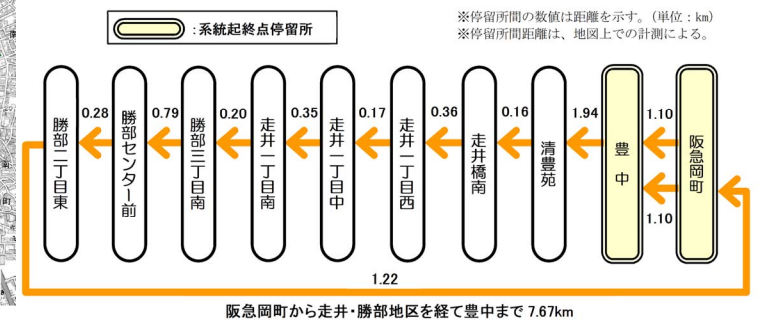 ：系統起終点停留所
※停留所間の数値は距離を示す。（単位：km）
※停留所間距離は、地図上での計測による。
0.28
0.79
0.20
0.35
0.17
0.36
0.16
1.94
1.10
勝部二丁目東
勝部センター前
勝部三丁目南
走井一丁目南
走井一丁目中
走井一丁目西
走井橋南
清豊苑
豊中
阪急岡町
1.10
1.22
阪急岡町から走井・勝部地区を経て豊中まで 7.67km